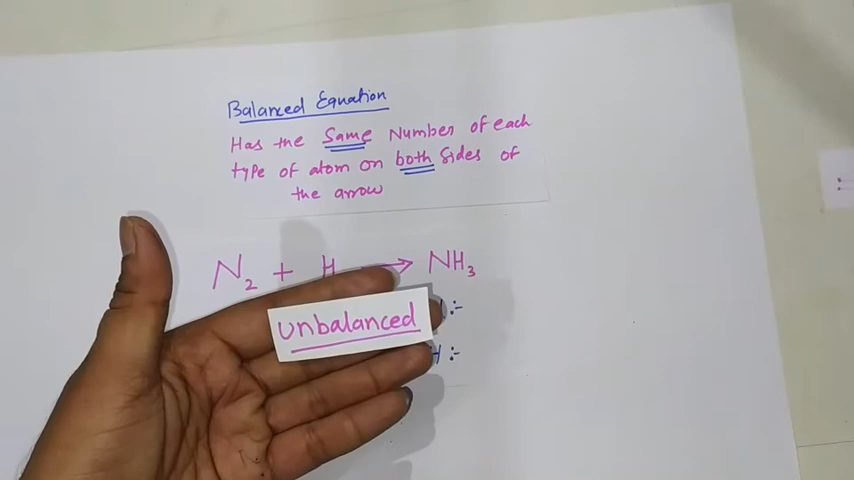 Balanced Equation
Has the Same Number of each
type of atom on both sides of
the arrow
N₂ + H → NH₃
:-
unbalanced
H :-